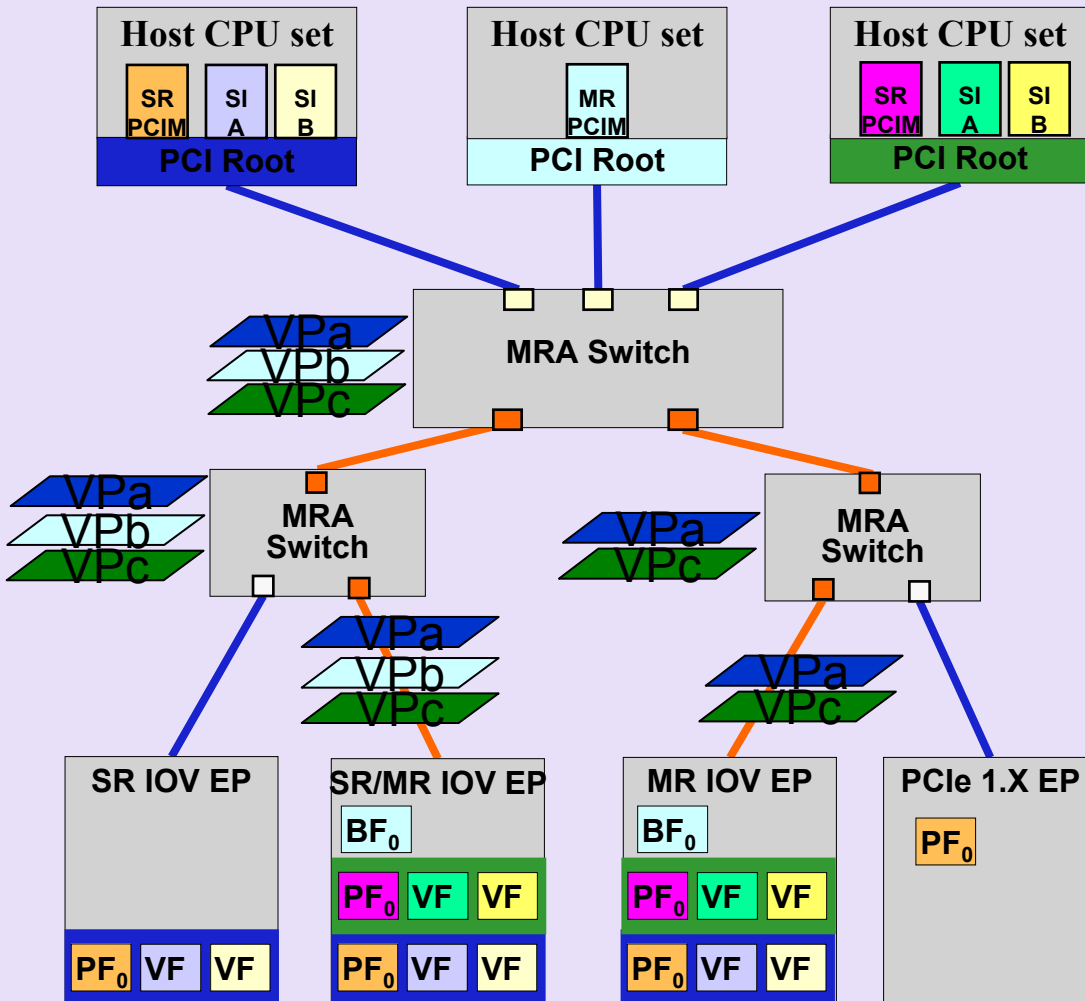 Host CPU set
SR
PCIM
SI
A
SI
B
PCI Root
Host CPU set
MR
PCIM
PCI Root
Host CPU set
SR
PCIM
SI
A
SI
B
PCI Root
VPa
VPb
VPc
MRA Switch
VPa
VPb
VPc
MRA
Switch
VPa
VPc
MRA
Switch
VPa
VPb
VPc
VPa
VPc
SR IOV EP
PF0 VF VF
SR/MR IOV EP
BF0
PF0 VF VF
PF0 VF VF
MR IOV EP
BF0
PF0 VF VF
PF0 VF VF
PCIe 1.X EP
PF0